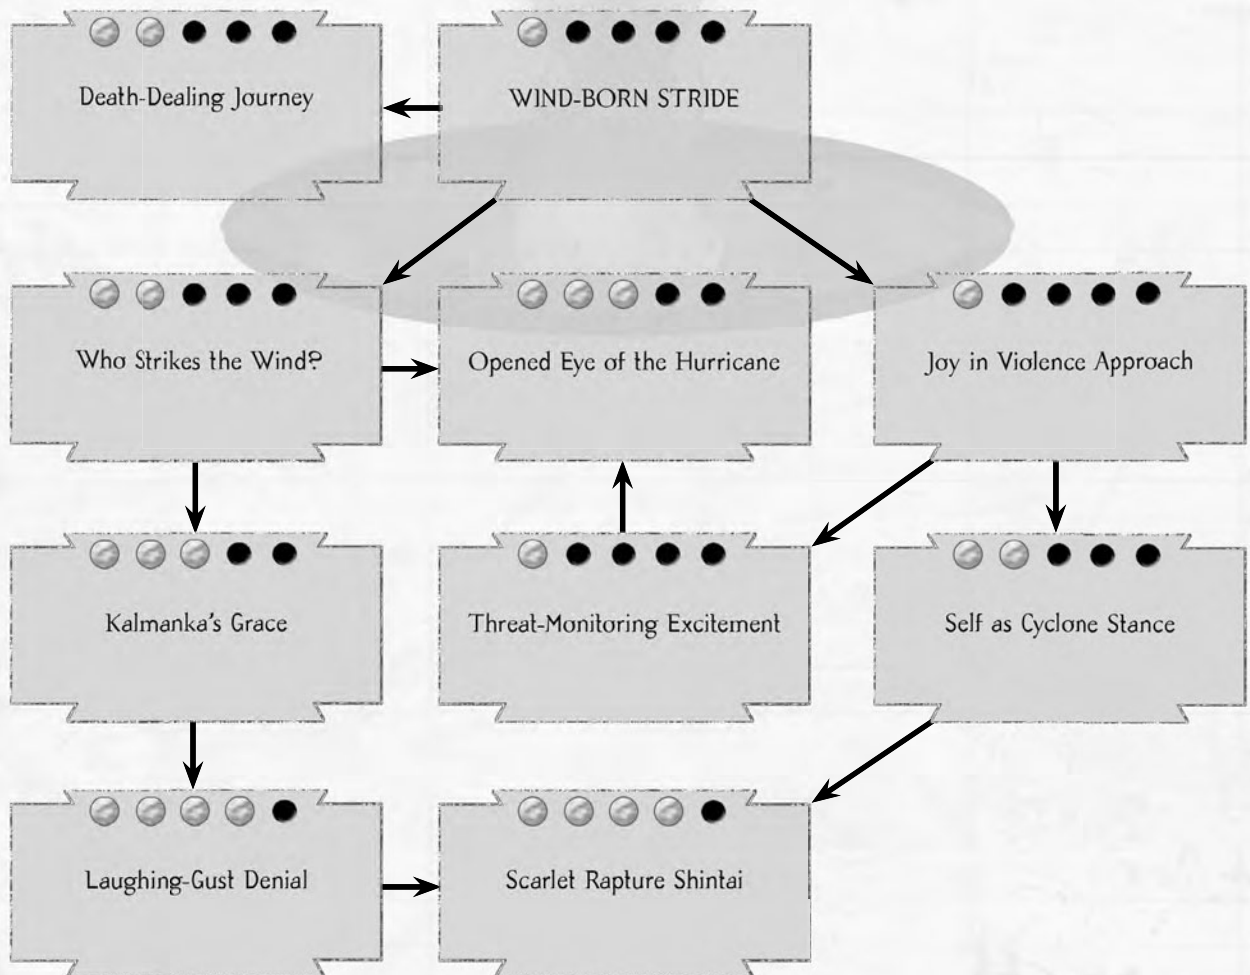 Death-Dealing Journey
WIND-BORN STRIDE
Who Strikes the Wind?
Opened Eye of the Hurricane
Joy in Violence Approach
Kalmanka's Grace
Threat-Monitoring Excitement
Self as Cyclone Stance
Laughing-Gust Denial
Scarlet Rapture Shintai